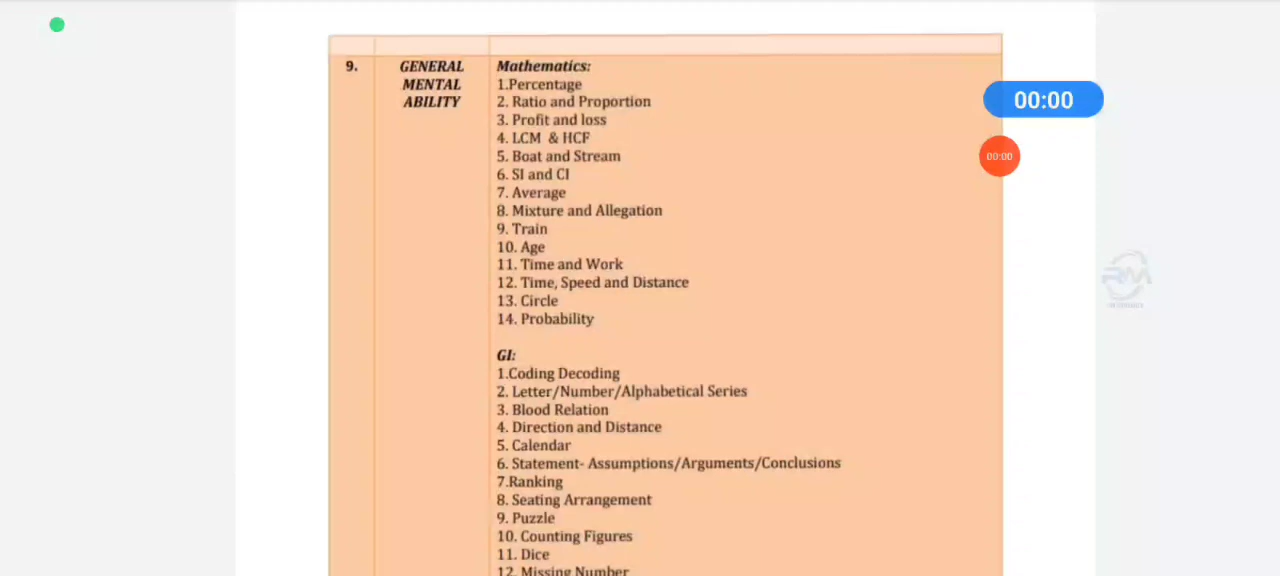 9.
GENERAL
MENTAL
ABILITY
Mathematics:
1.Percentage
2. Ratio and Proportion
3. Profit and loss
4. LCM & HCF
5. Boat and Stream
6. SI and CI
7. Average
8. Mixture and Allegation
9. Train
10. Age
11. Time and Work
12. Time, Speed and Distance
13. Circle
14. Probability
GI:
1.Coding Decoding
2. Letter/Number/Alphabetical Series
3. Blood Relation
4. Direction and Distance
5. Calendar
6. Statement- Assumptions/Arguments/Conclusions
7.Ranking
8. Seating Arrangement
9. Puzzle
10. Counting Figures
11. Dice
12. Missing Number
00:00
00:00
RM